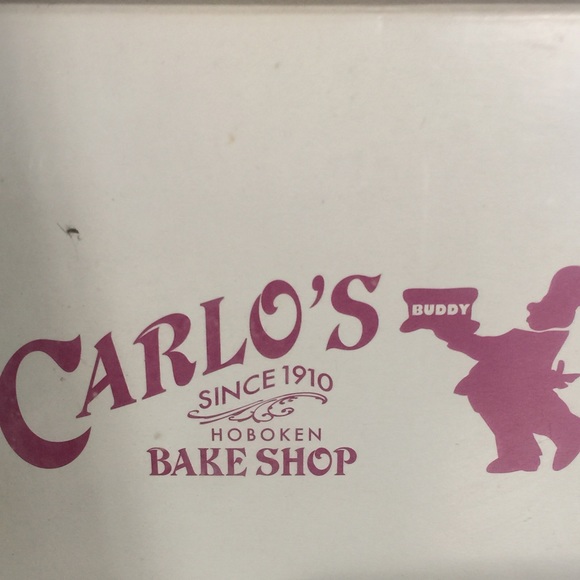 CARLO'S
SINCE 1910
HOBOKEN
BAKE SHOP
BUDDY